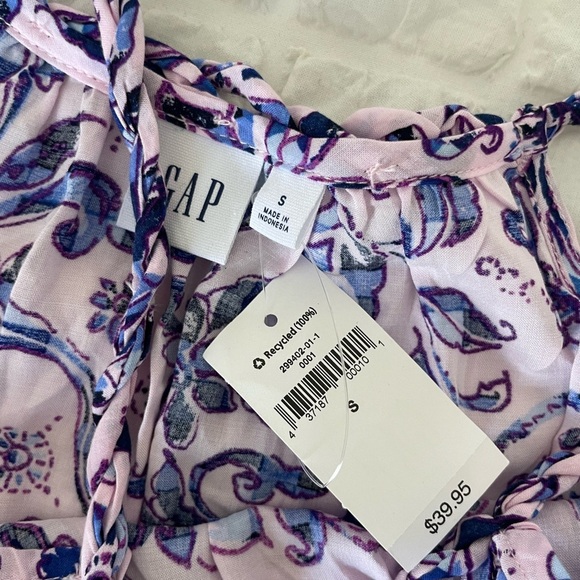 GAP
S
MADE IN
INDONESIA
Recycled (100%)
299402-01-1
0001
4 37187 00010 1
S
$39.95